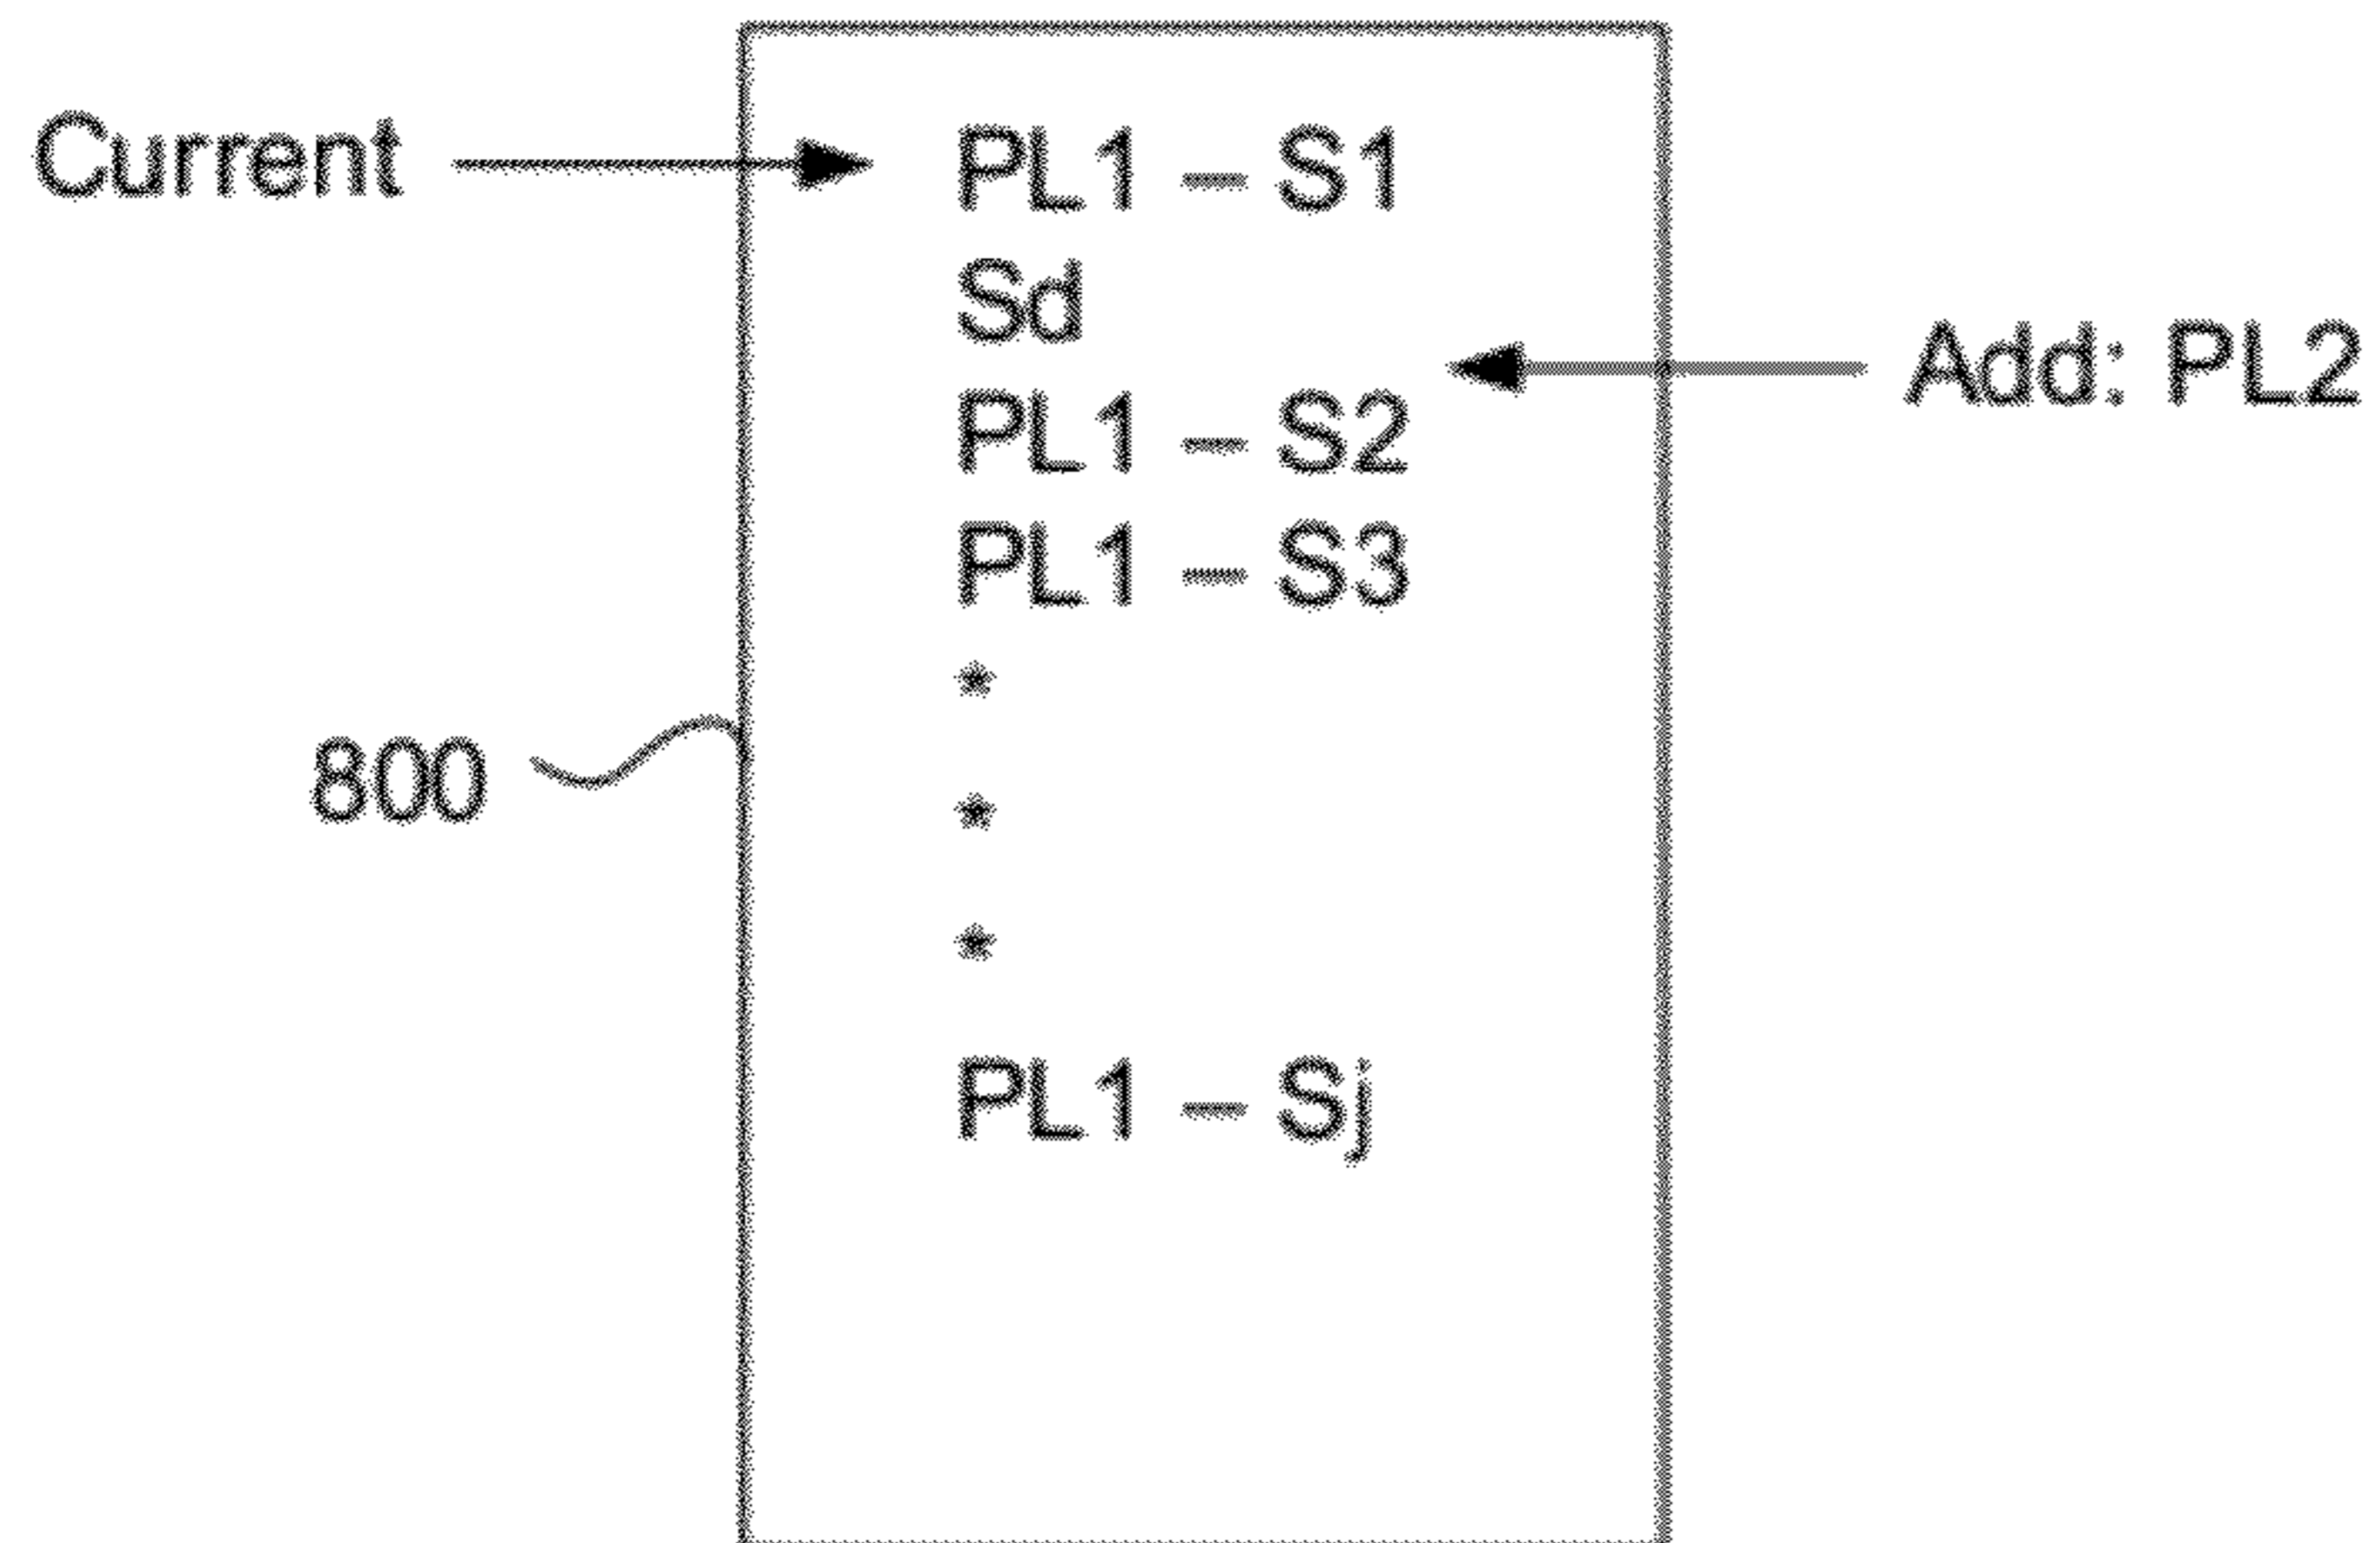 Current
PL1 – S1
Sd
Add: PL2
PL1 – S2
PL1 – S3
*
800
*
*
PL1 – Sj